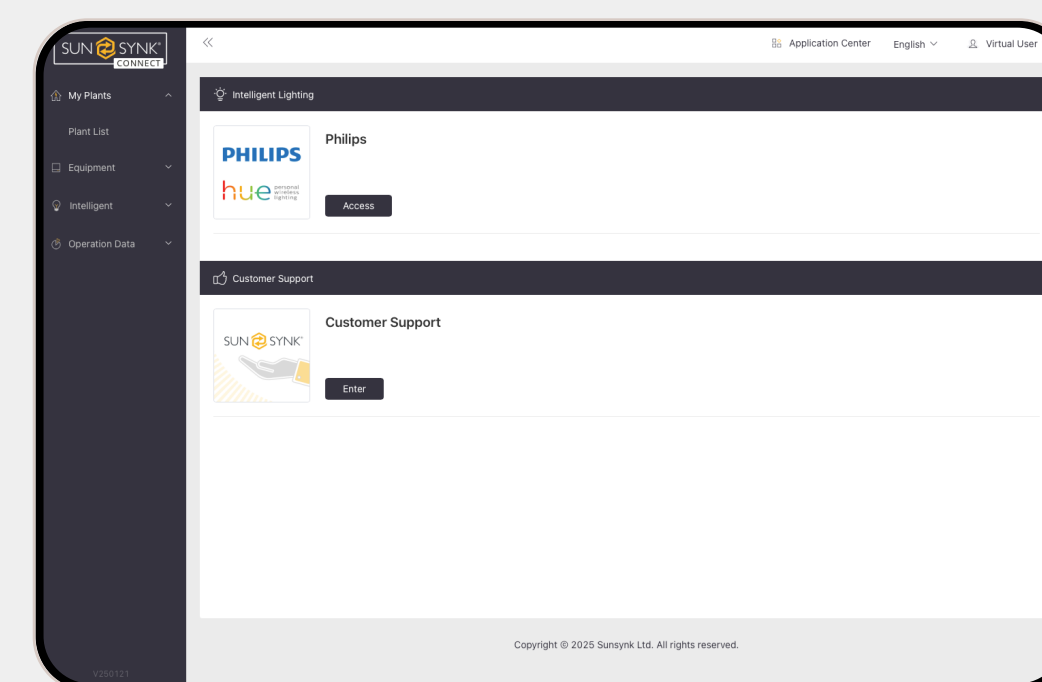 SUN SYNK®
CONNECT
Application Center
English
Virtual User
My Plants
Plant List
Equipment
Intelligent
Operation Data
V250121
Intelligent Lighting
PHILIPS
hue personal
wireless
lighting
Philips
Access
Customer Support
SUN SYNK®
Customer Support
Enter
Copyright © 2025 Sunsynk Ltd. All rights reserved.